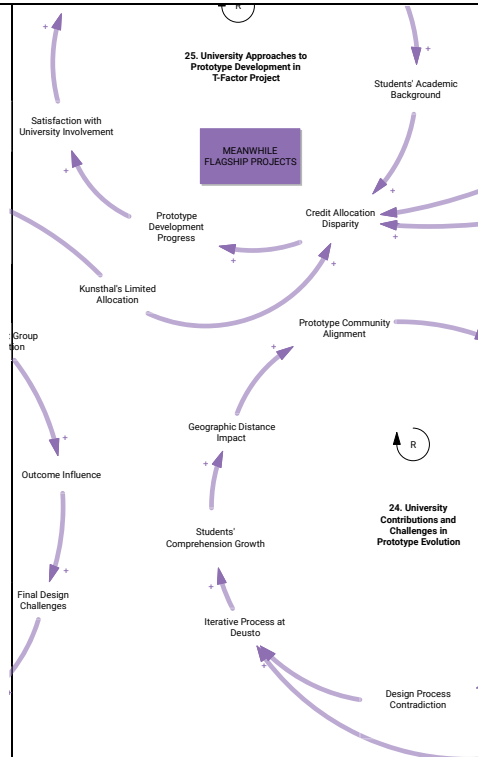 R
25. University Approaches to
Prototype Development in
T-Factor Project
+
+
Students' Academic
Background
Satisfaction with
University Involvement
MEANWHILE
FLAGSHIP PROJECTS
+
+
Prototype
Development
Progress
Credit Allocation
Disparity
+
+
+
Kunsthal's Limited
Allocation
Prototype Community
Alignment
Group
+
Geographic Distance
Impact
R
+
+
Outcome Influence
24. University
Contributions and
Challenges in
Prototype Evolution
Students'
Comprehension Growth
+
+
Final Design
Challenges
Iterative Process at
Deusto
+
Design Process
Contradiction